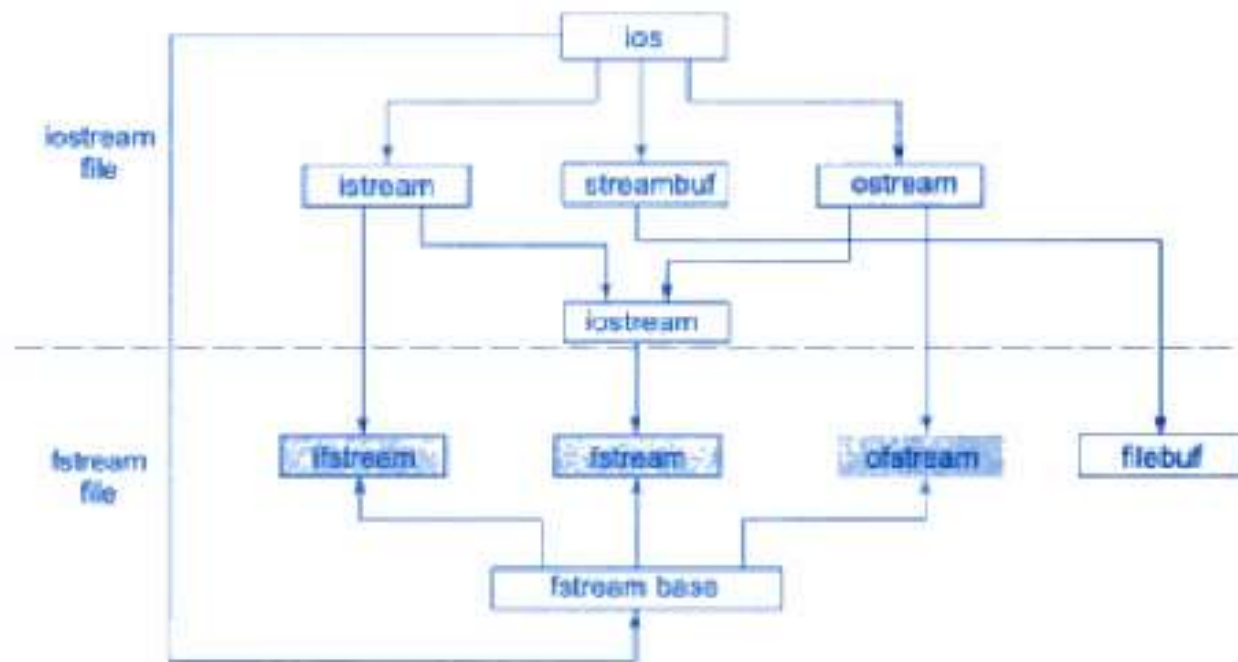 ios
iostream
file
istream
streambuf
ostream
iostream
fstream
file
ifstream
fstream
ofstream
filebuf
fstream base